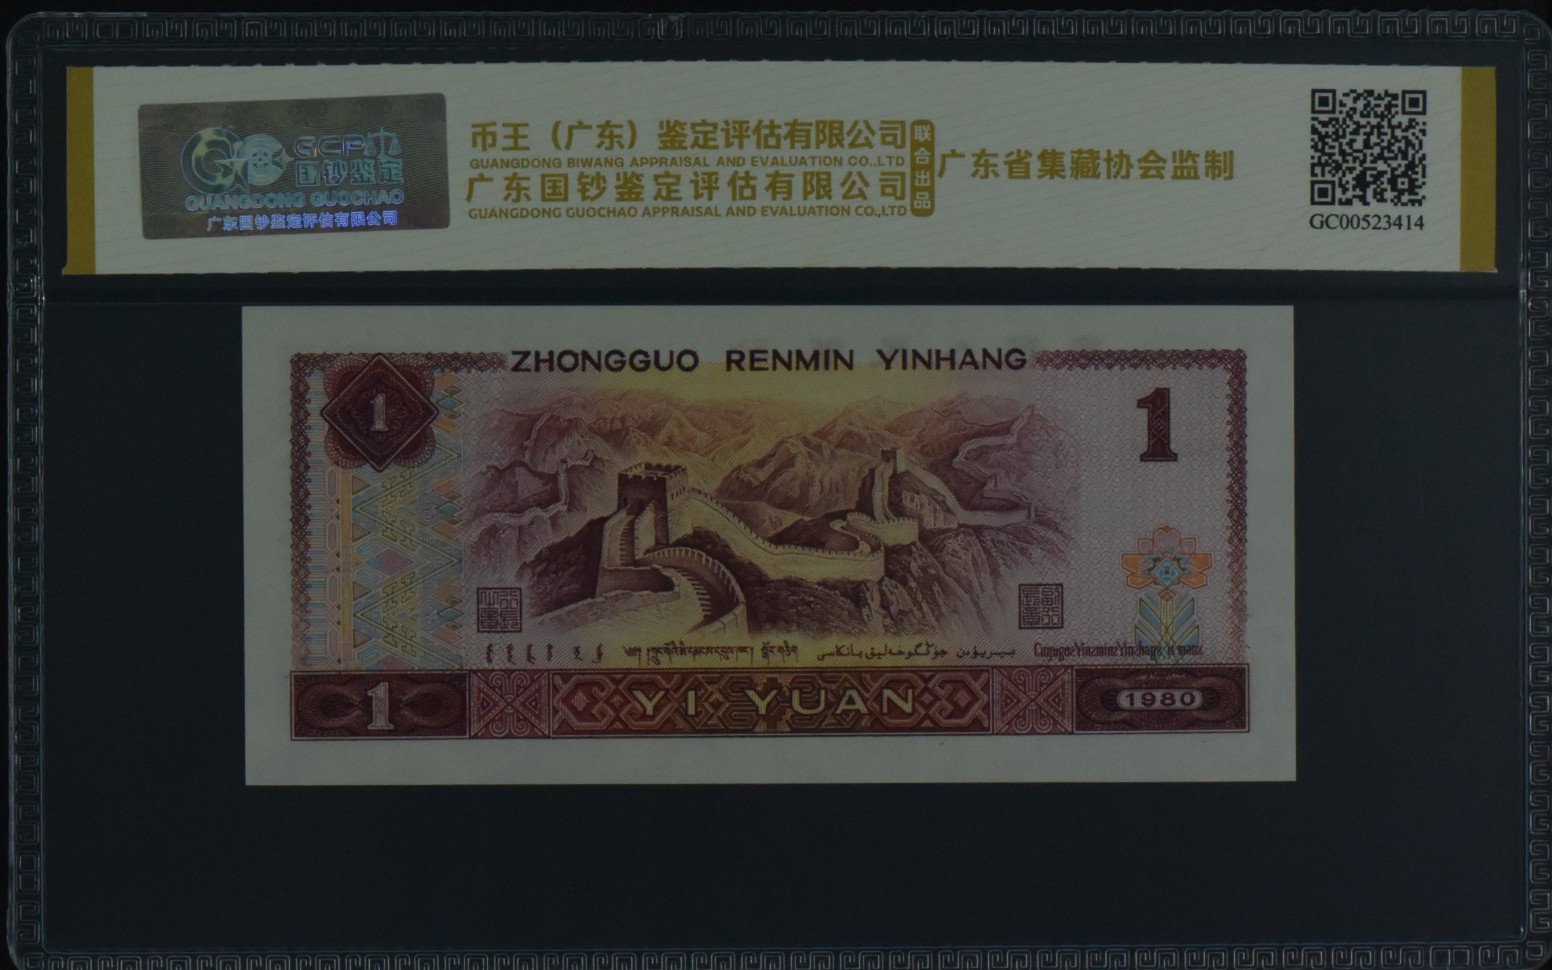 GCP
国钞鉴定
GUANGDONG GUOCHAO
广东国钞鉴定评估有限公司
币王（广东）鉴定评估有限公司
GUANGDONG BIWANG APPRAISAL AND EVALUATION CO.,LTD
广东国钞鉴定评估有限公司
GUANGDONG GUOCHAO APPRAISAL AND EVALUATION CO.,LTD
联合出品
广东省集藏协会监制
GC00523414
ZHONGGUO RENMIN YINHANG
1
1
1
YI YUAN
1980